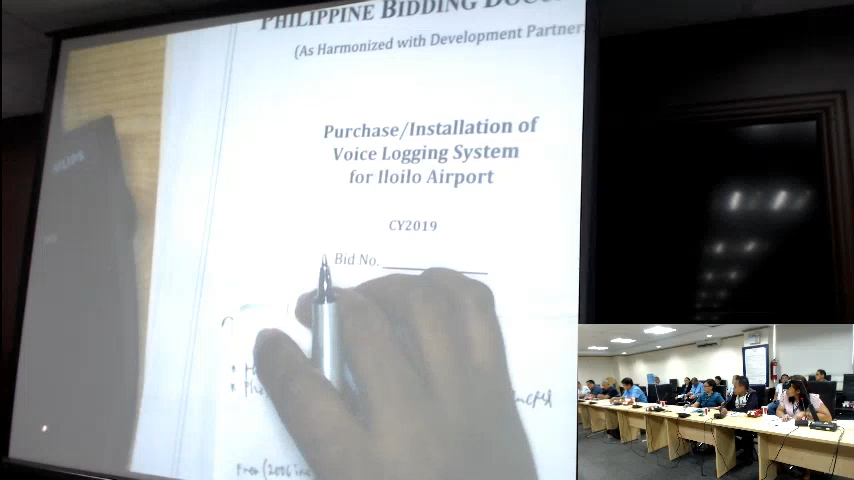 PHILIPPINE BIDDING
(As Harmonized with Development Partner
Purchase/Installation of
Voice Logging System
for Iloilo Airport
CY2019
Bid No.